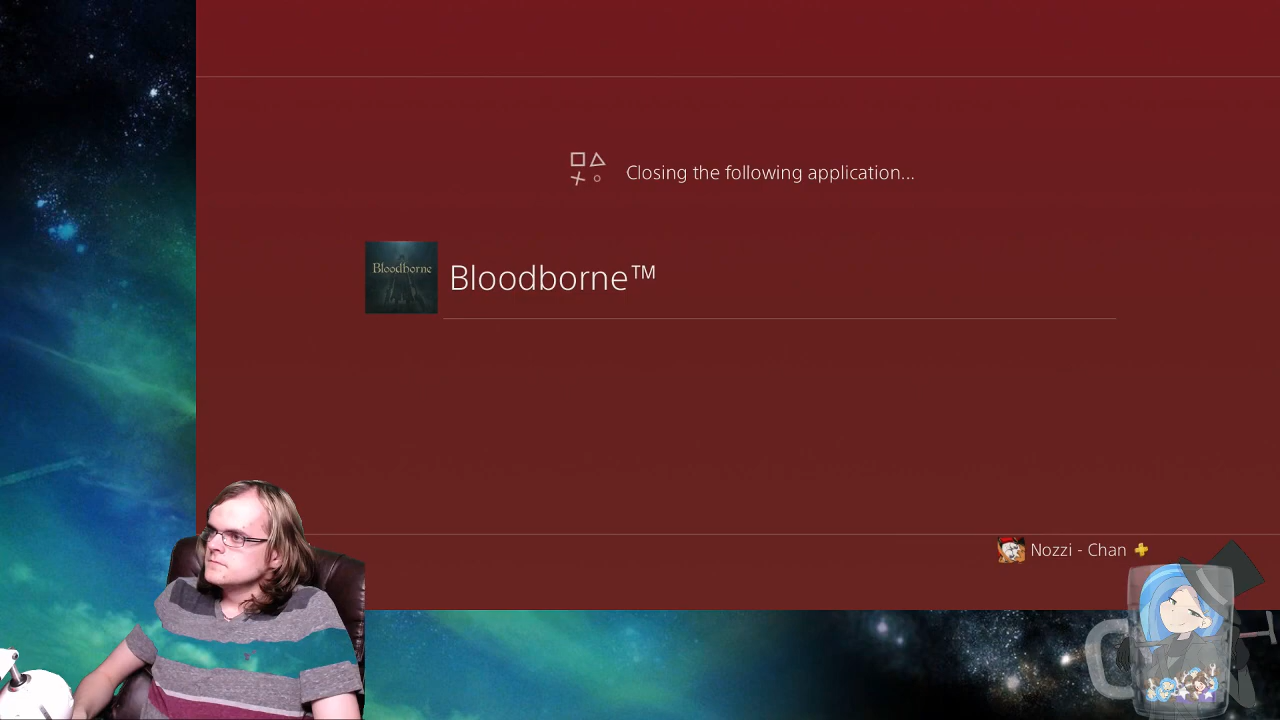 Closing the following application...
Bloodborne
Bloodborne™
Nozzi - Chan